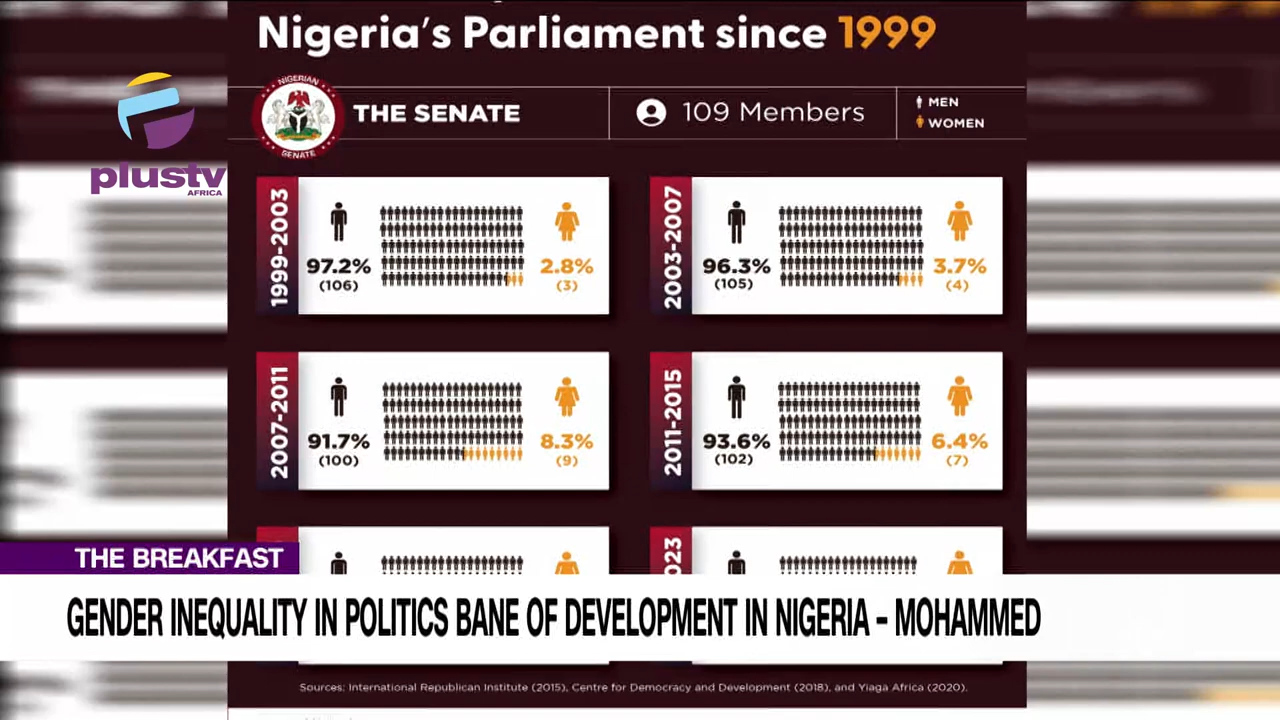 Nigeria's Parliament since 1999
plustv
AFRICA
NIGERIAN
SENATE
THE SENATE
109 Members
MEN
WOMEN
1999-2003
97.2%
(106)
2.8%
(3)
2003-2007
96.3%
(105)
3.7%
(4)
2007-2011
91.7%
(100)
8.3%
(9)
2011-2015
93.6%
(102)
6.4%
(7)
023
THE BREAKFAST
GENDER INEQUALITY IN POLITICS BANE OF DEVELOPMENT IN NIGERIA – MOHAMMED
Sources: International Republican Institute (2015), Centre for Democracy and Development (2018), and Yiaga Africa (2020).